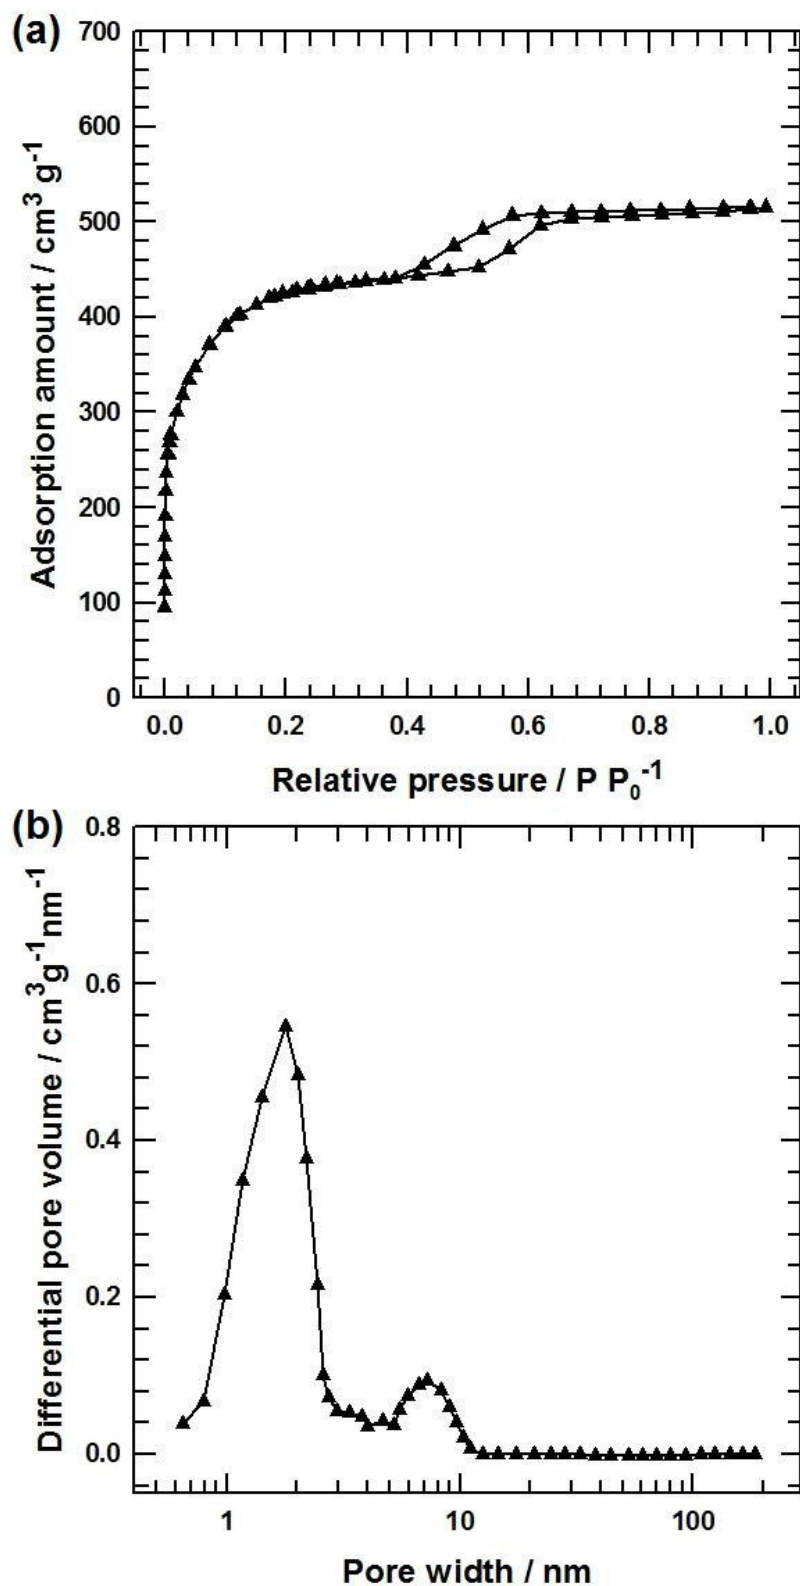 (a)
700
600
500
400
300
200
100
0
Adsorption amount / cm³ g⁻¹
0.0 0.2 0.4 0.6 0.8 1.0
Relative pressure / P P₀⁻¹
(b)
0.8
0.6
0.4
0.2
0.0
Differential pore volume / cm³g⁻¹nm⁻¹
1 10 100
Pore width / nm